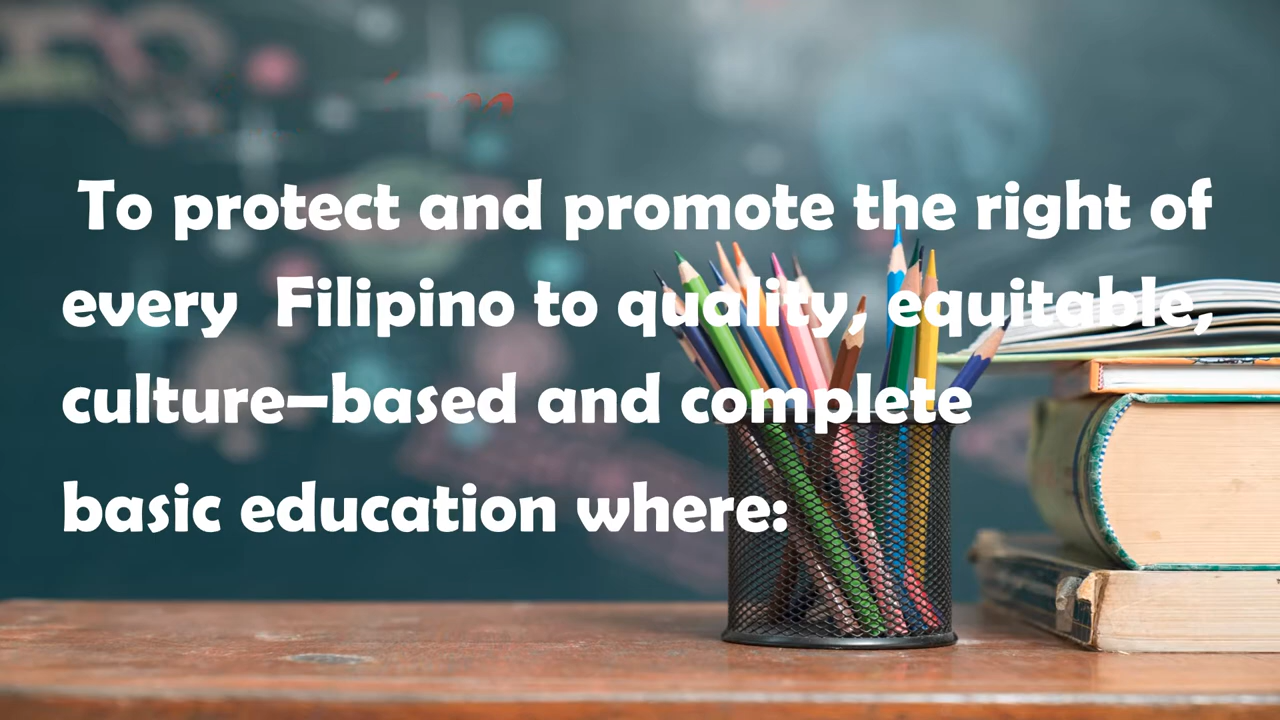 To protect and promote the right of
every Filipino to quality, equitable,
culture–based and complete
basic education where: